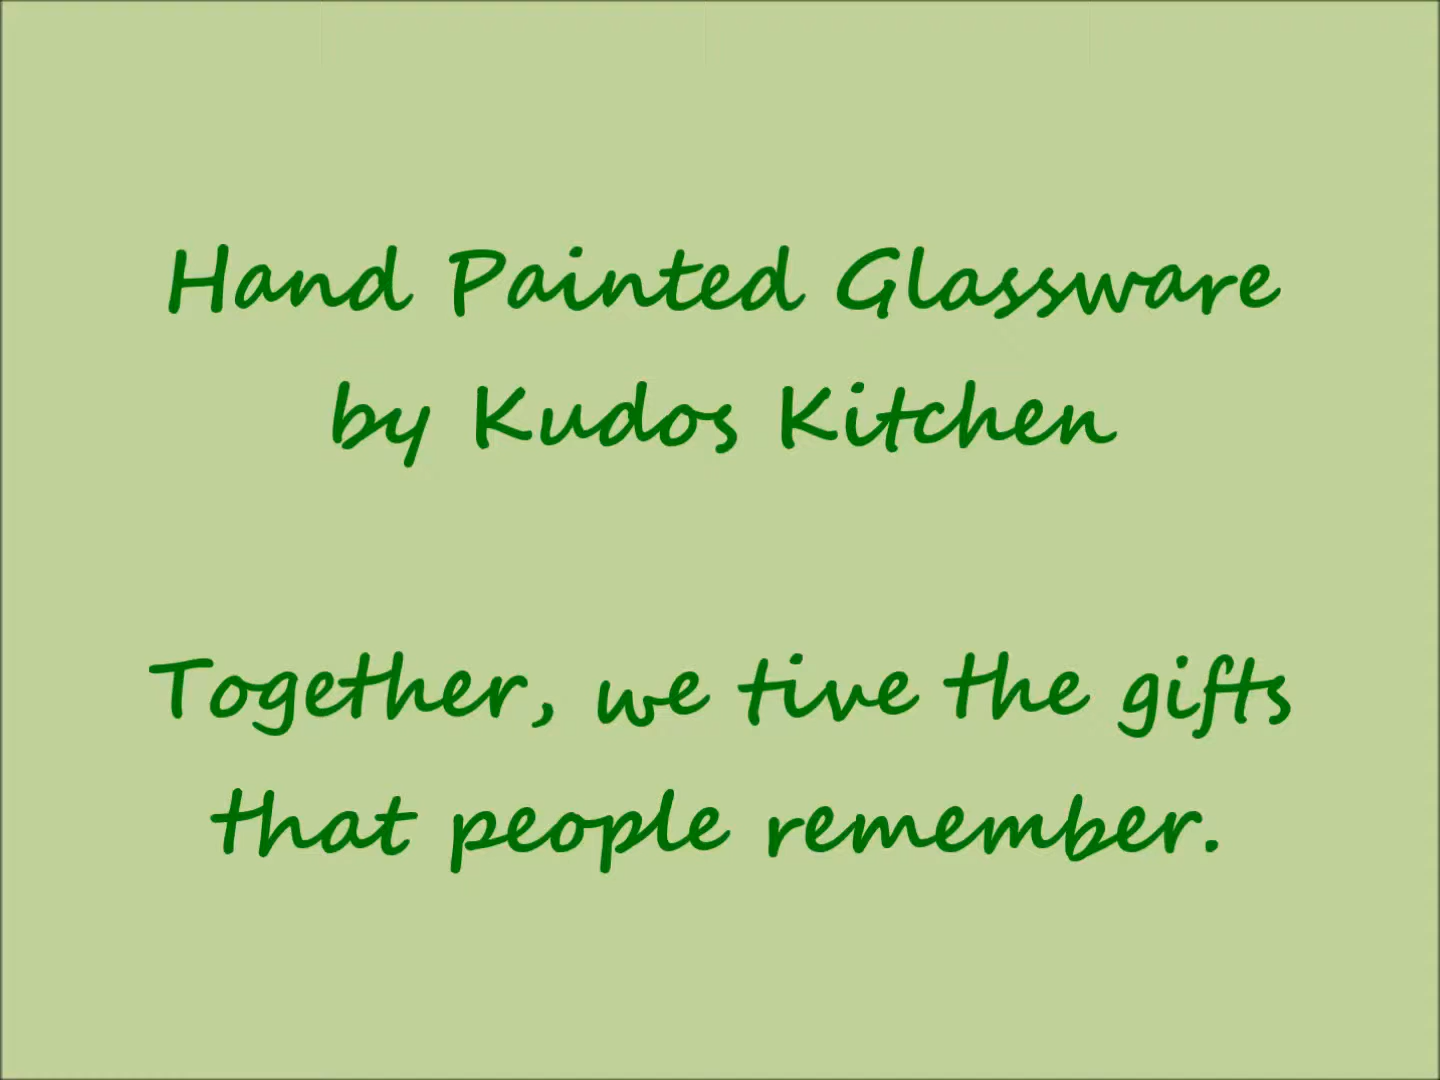 Hand Painted Glassware
by Kudos Kitchen
Together, we tive the gifts
that people remember.